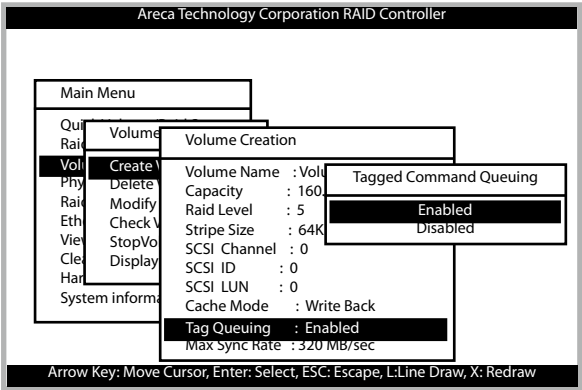 Areca Technology Corporation RAID Controller
Main Menu
Volume
Create
Delete
Modify
Check
Display
System
Volume Creation
Volume Name :
Capacity : 160.
Raid Level : 5
Stripe Size : 64K
SCSI Channel : 0
SCSI ID : 0
SCSI LUN : 0
Cache Mode : Write Back
Tag Queuing : Enabled
Max Sync Rate : 320 MB/sec
Tagged Command Queuing
Enabled
Disabled
Arrow Key: Move Cursor, Enter: Select, ESC: Escape, L:Line Draw, X: Redraw